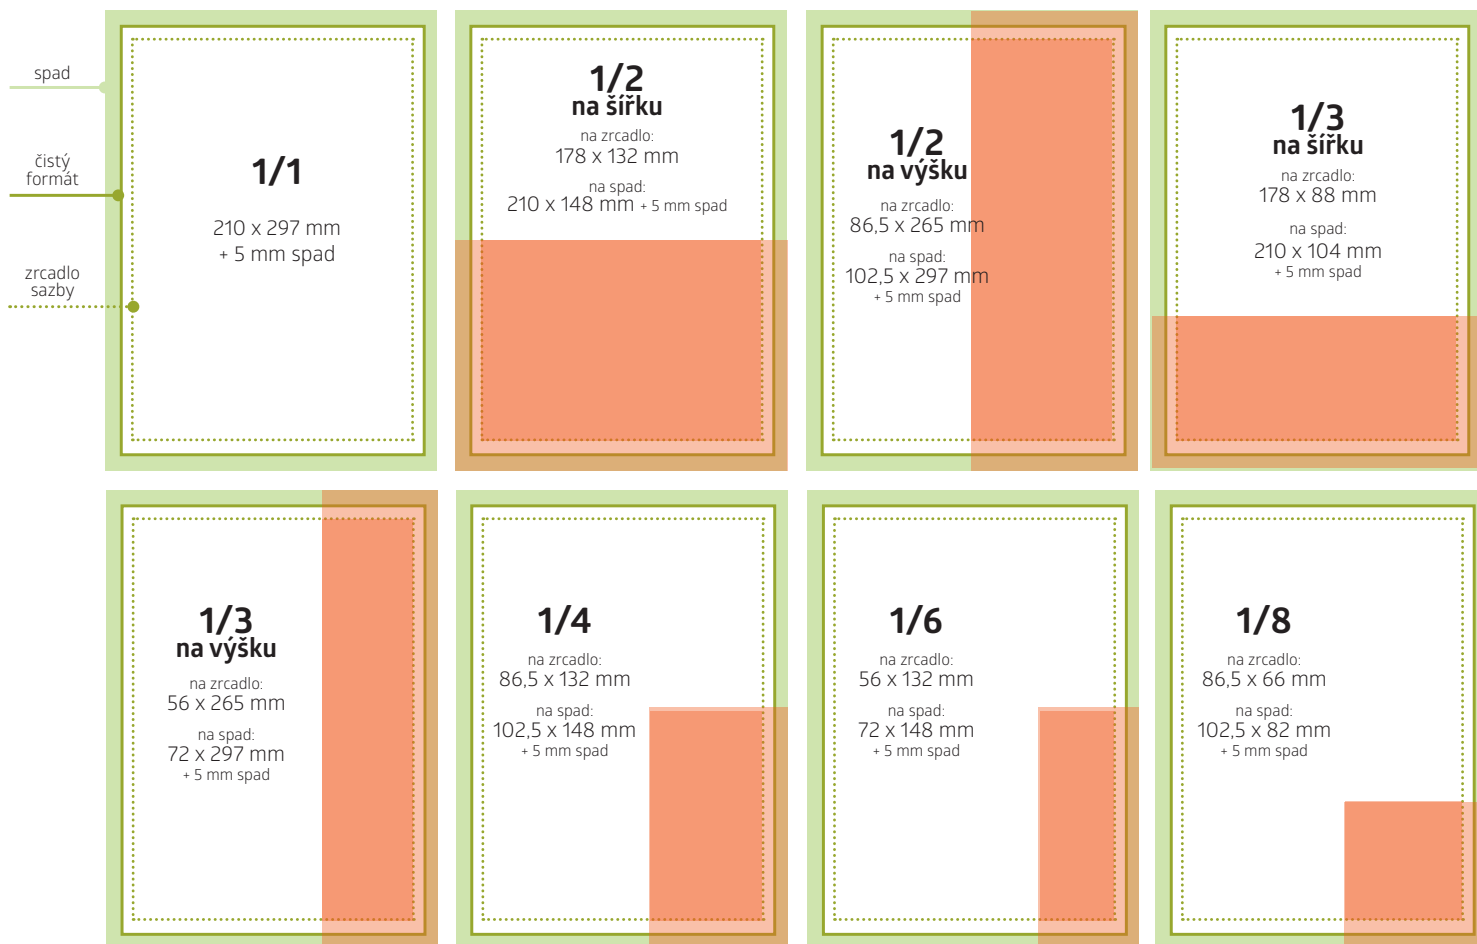 spad
čistý
formát
zrcadlo
sazby
1/1
210 x 297 mm
+ 5 mm spad
1/2
na šířku
na zrcadlo:
178 x 132 mm
na spad:
210 x 148 mm + 5 mm spad
1/2
na výšku
na zrcadlo:
86,5 x 265 mm
na spad:
102,5 x 297 mm
+ 5 mm spad
1/3
na šířku
na zrcadlo:
178 x 88 mm
na spad:
210 x 104 mm
+ 5 mm spad
1/3
na výšku
na zrcadlo:
56 x 265 mm
na spad:
72 x 297 mm
+ 5 mm spad
1/4
na zrcadlo:
86,5 x 132 mm
na spad:
102,5 x 148 mm
+ 5 mm spad
1/6
na zrcadlo:
56 x 132 mm
na spad:
72 x 148 mm
+ 5 mm spad
1/8
na zrcadlo:
86,5 x 66 mm
na spad:
102,5 x 82 mm
+ 5 mm spad